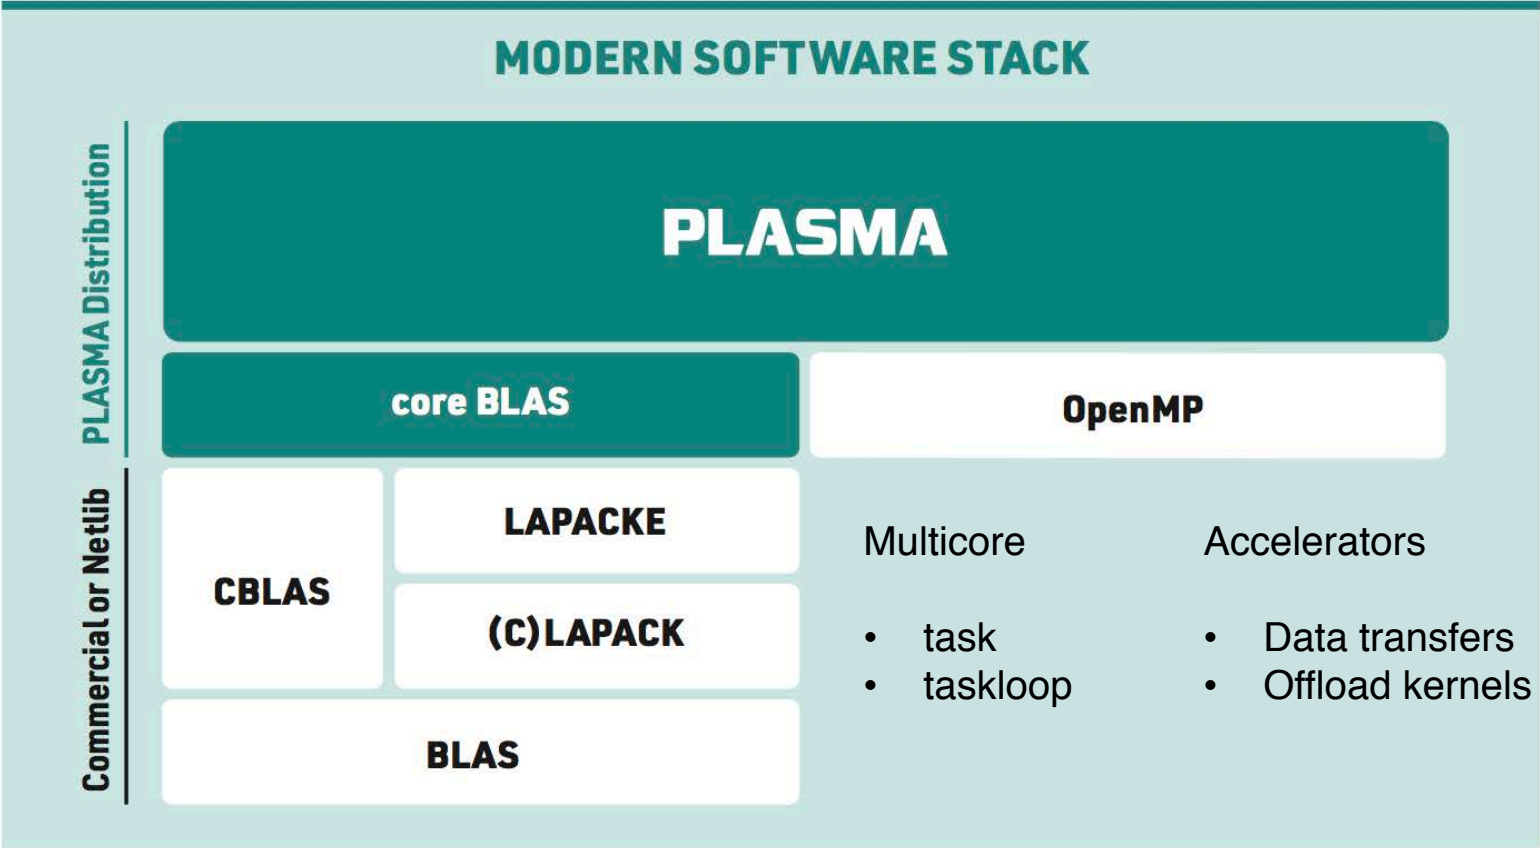 MODERN SOFTWARE STACK
PLASMA Distribution
PLASMA
core BLAS
OpenMP
Commercial or Netlib
CBLAS
LAPACKE
(C)LAPACK
BLAS
Multicore
• task
• taskloop
Accelerators
• Data transfers
• Offload kernels